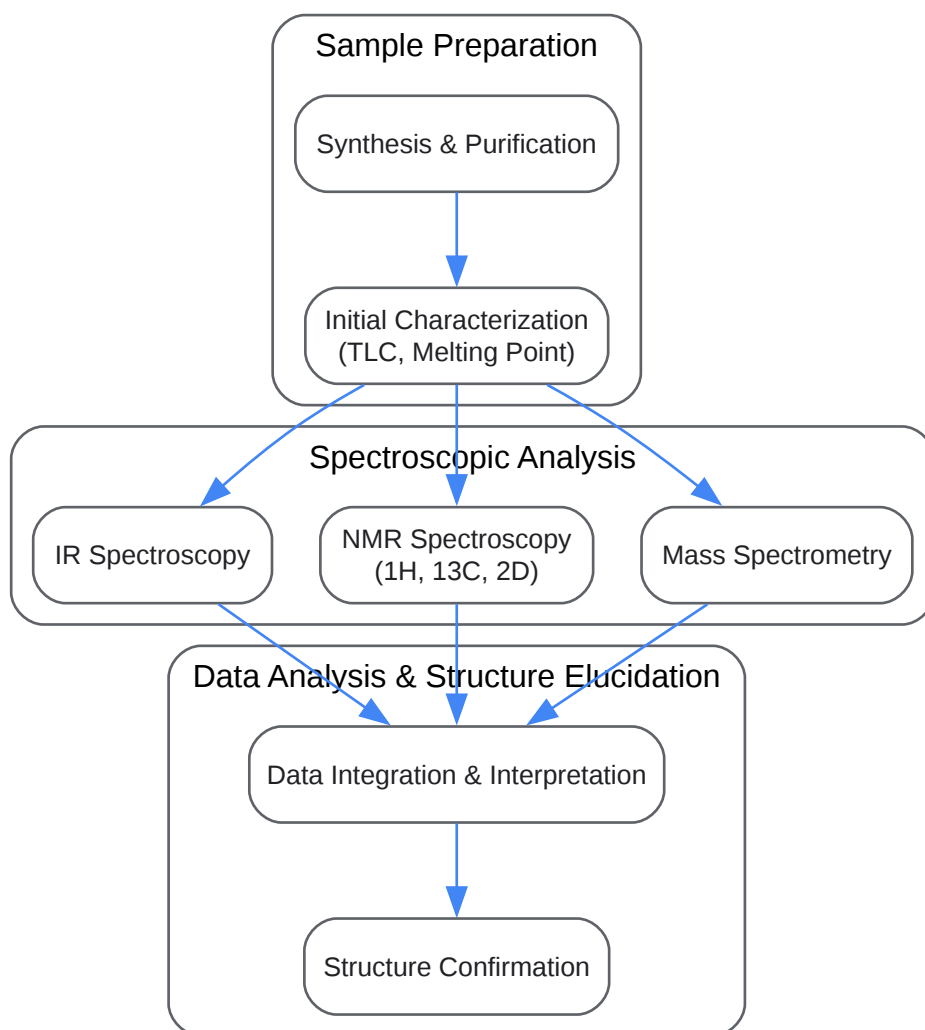 Sample Preparation
Synthesis & Purification
Initial Characterization
(TLC, Melting Point)
Spectroscopic Analysis
IR Spectroscopy
NMR Spectroscopy
(1H, 13C, 2D)
Mass Spectrometry
Data Analysis & Structure Elucidation
Data Integration & Interpretation
Structure Confirmation